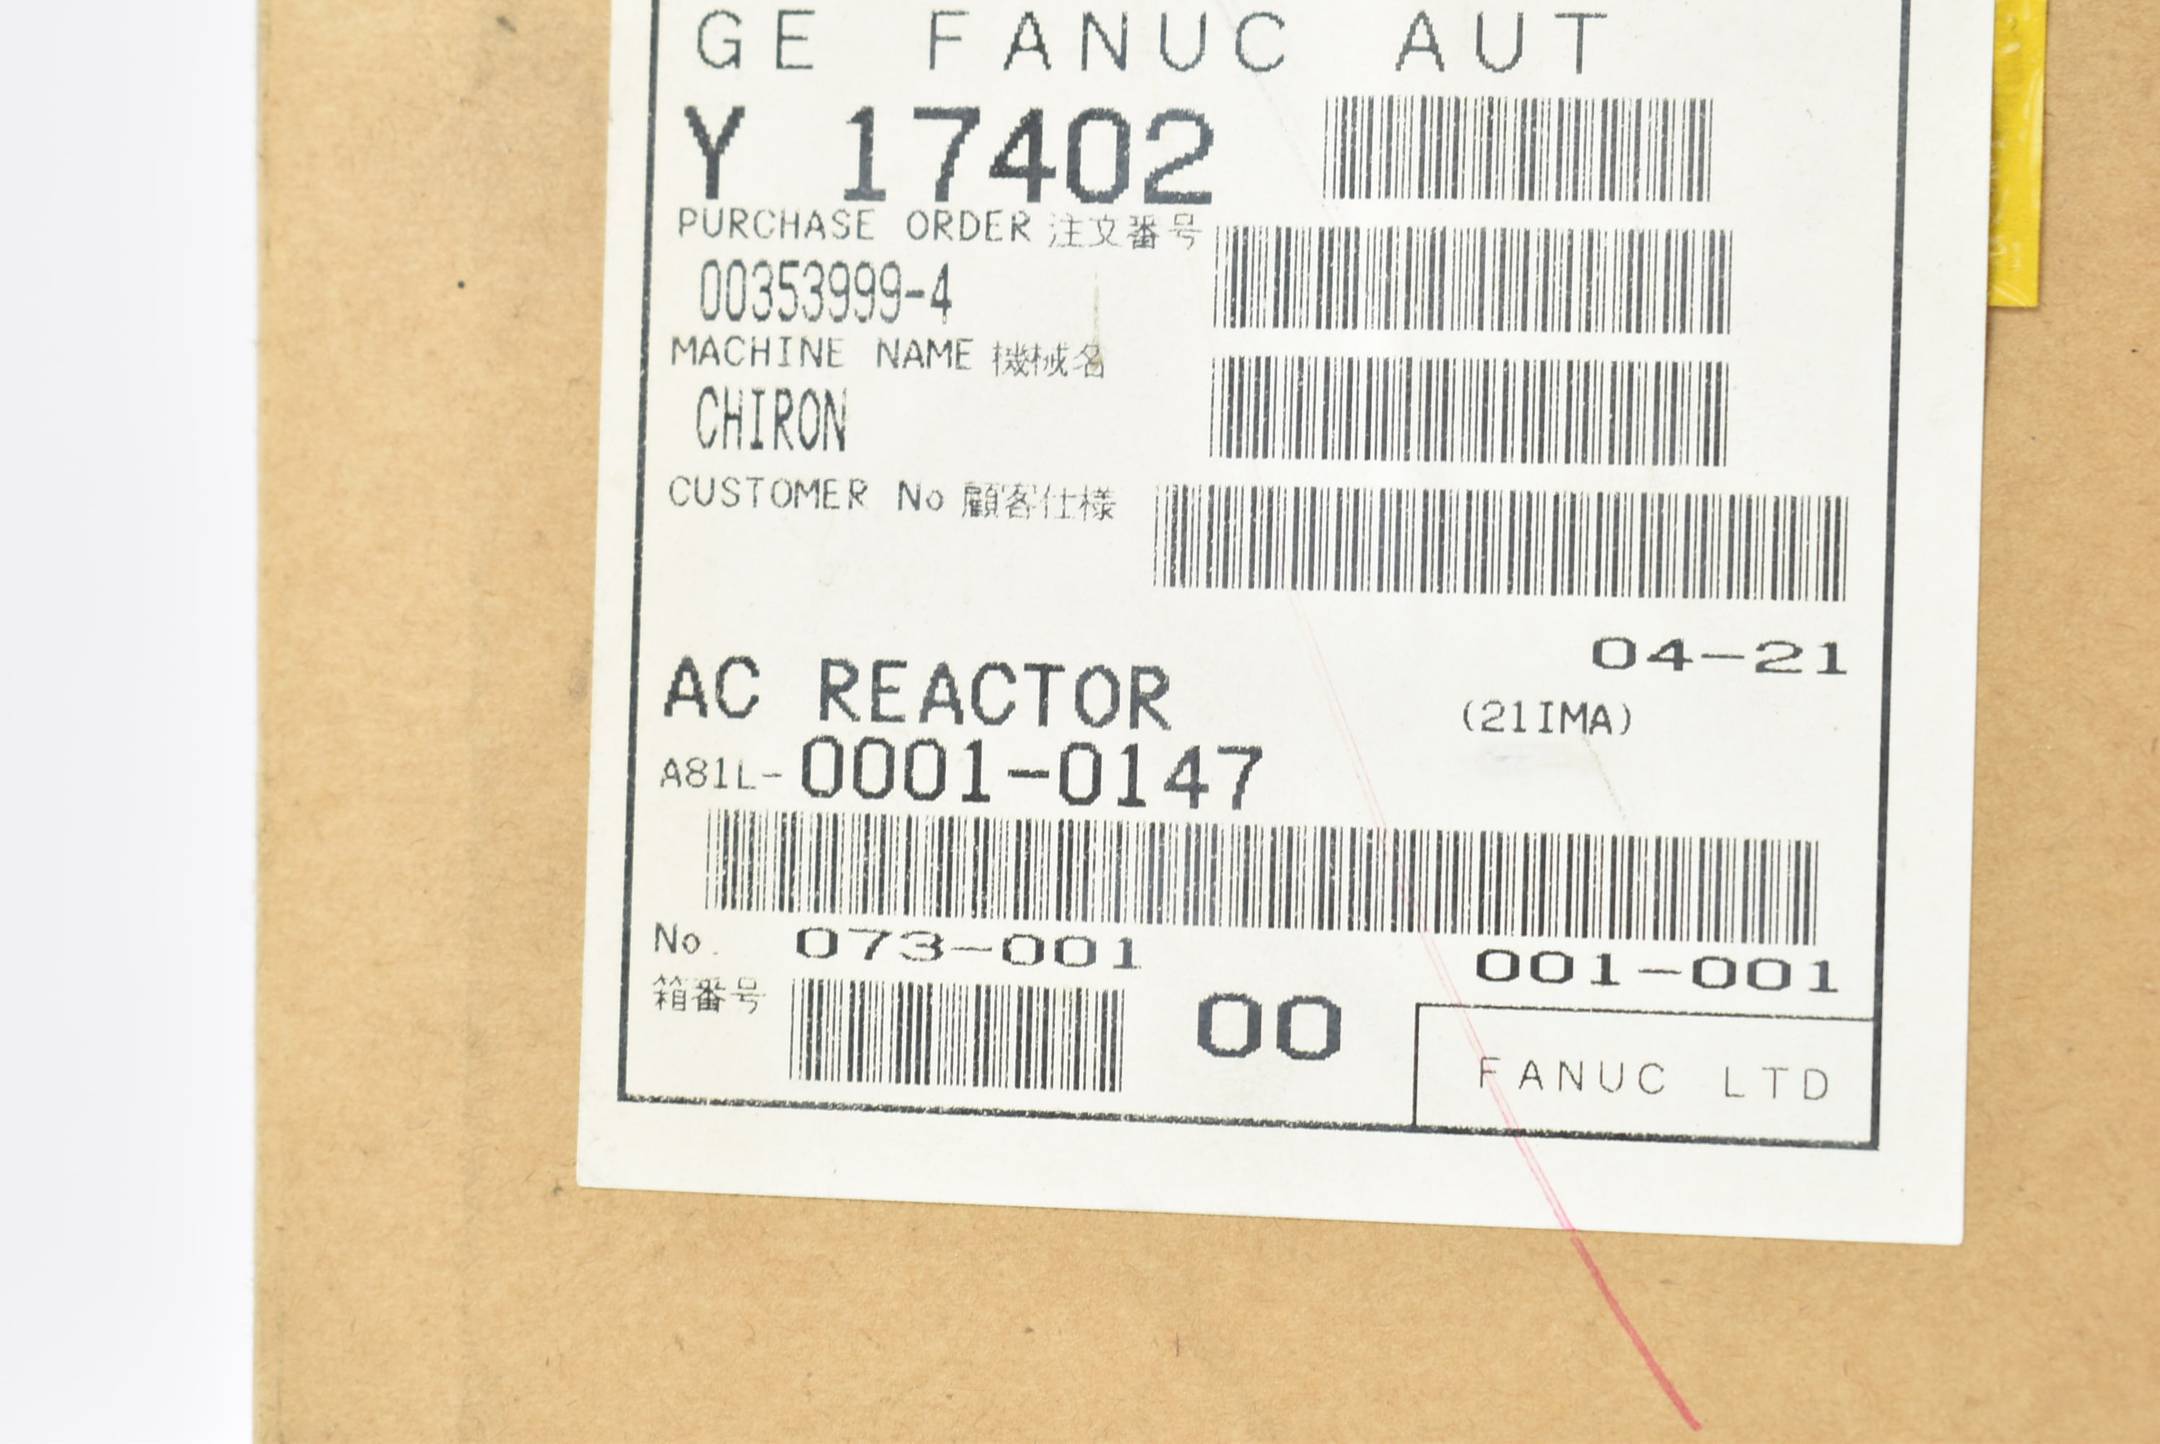 GE FANUC AUT
Y 17402
PURCHASE ORDER 注文番号
00353999-4
MACHINE NAME 機械名
CHIRON
CUSTOMER No 顧客仕様
04-21
AC REACTOR
(21IMA)
A81L-0001-0147
No. 073-001
001-001
箱番号
00
FANUC LTD